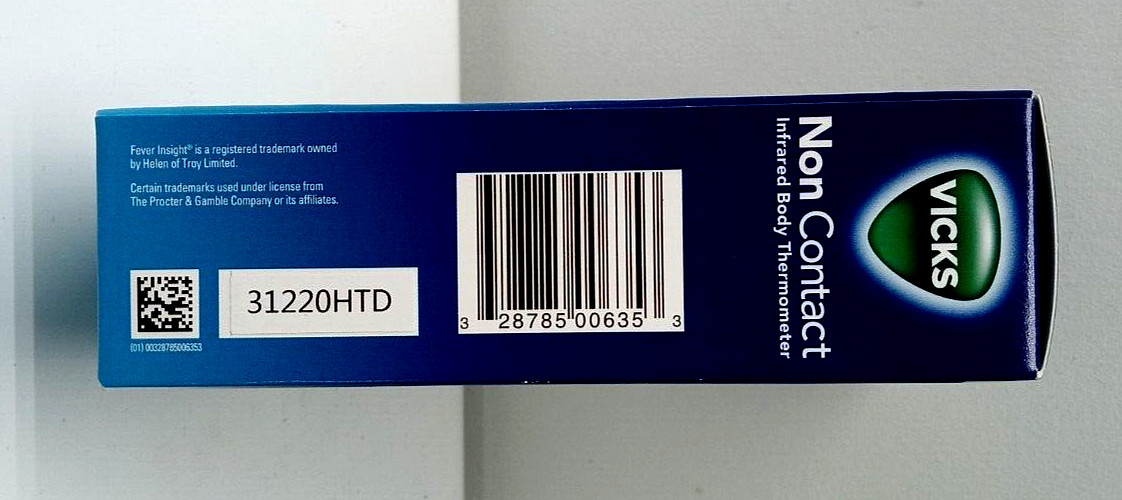 Fever Insight® is a registered trademark owned
by Helen of Troy Limited.
Certain trademarks used under license from
The Procter & Gamble Company or its affiliates.
31220HTD
(01) 00328785006353
3 28785 00635 3
Non Contact
Infrared Body Thermometer
VICKS